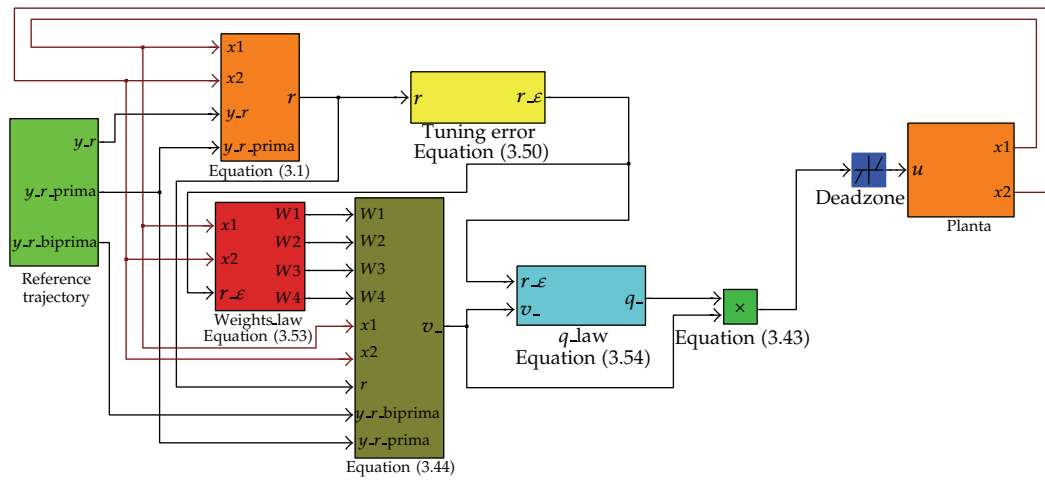 y_r
y_r_prima
y_r_biprima
Reference
trajectory
x1
x2
y_r
y_r_prima
r
Equation (3.1)
r
r_ε
Tuning error
Equation (3.50)
x1
x2
r_ε
W1
W2
W3
W4
Weights_law
Equation (3.53)
W1
W2
W3
W4
x1
x2
r
y_r_biprima
y_r_prima
v_
Equation (3.44)
r_ε
v_
q_
q_law
Equation (3.54)
×
Equation (3.43)
Deadzone
u
x1
x2
Planta